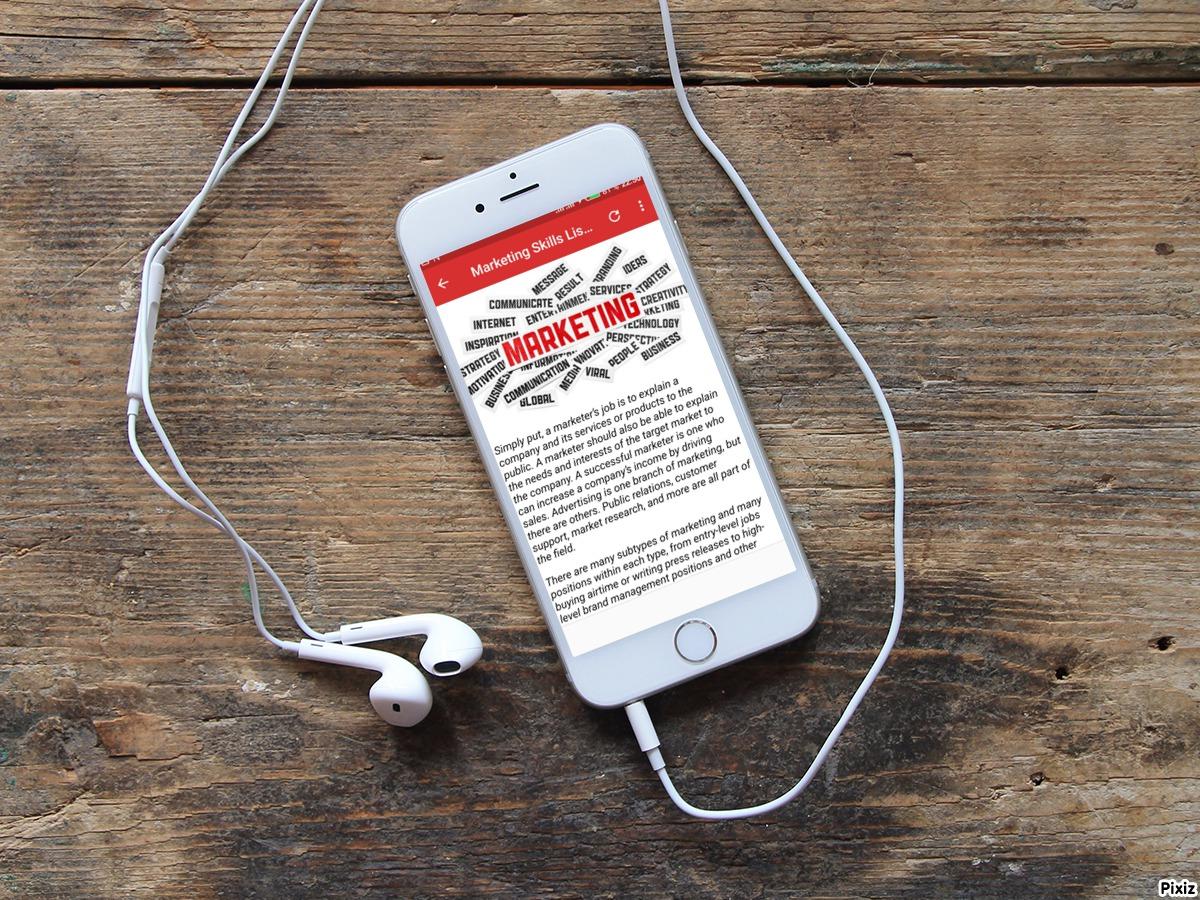 22:50
Marketing Skills Lis...
MESSAGE
BRANDING
IDEAS
RESULT
STRATEGY
COMMUNICATE
SERVICES
CREATIVITY
INTERNET
MARKETING
TECHNOLOGY
INSPIRATION
STRATEGY
PEOPLE
BUSINESS
BUSINESS
COMMUNICATION
MEDIA
VIRAL
GLOBAL
Simply put, a marketer's job is to explain a
company and its services or products to the
public. A marketer should also be able to explain
the needs and interests of the target market to
the company. A successful marketer is one who
can increase a company's income by driving
sales. Advertising is one branch of marketing, but
there are others. Public relations, customer
support, market research, and more are all part of
the field.
There are many subtypes of marketing and many
positions within each type, from entry-level jobs
buying airtime or writing press releases to high-
level brand management positions and other
Pixiz